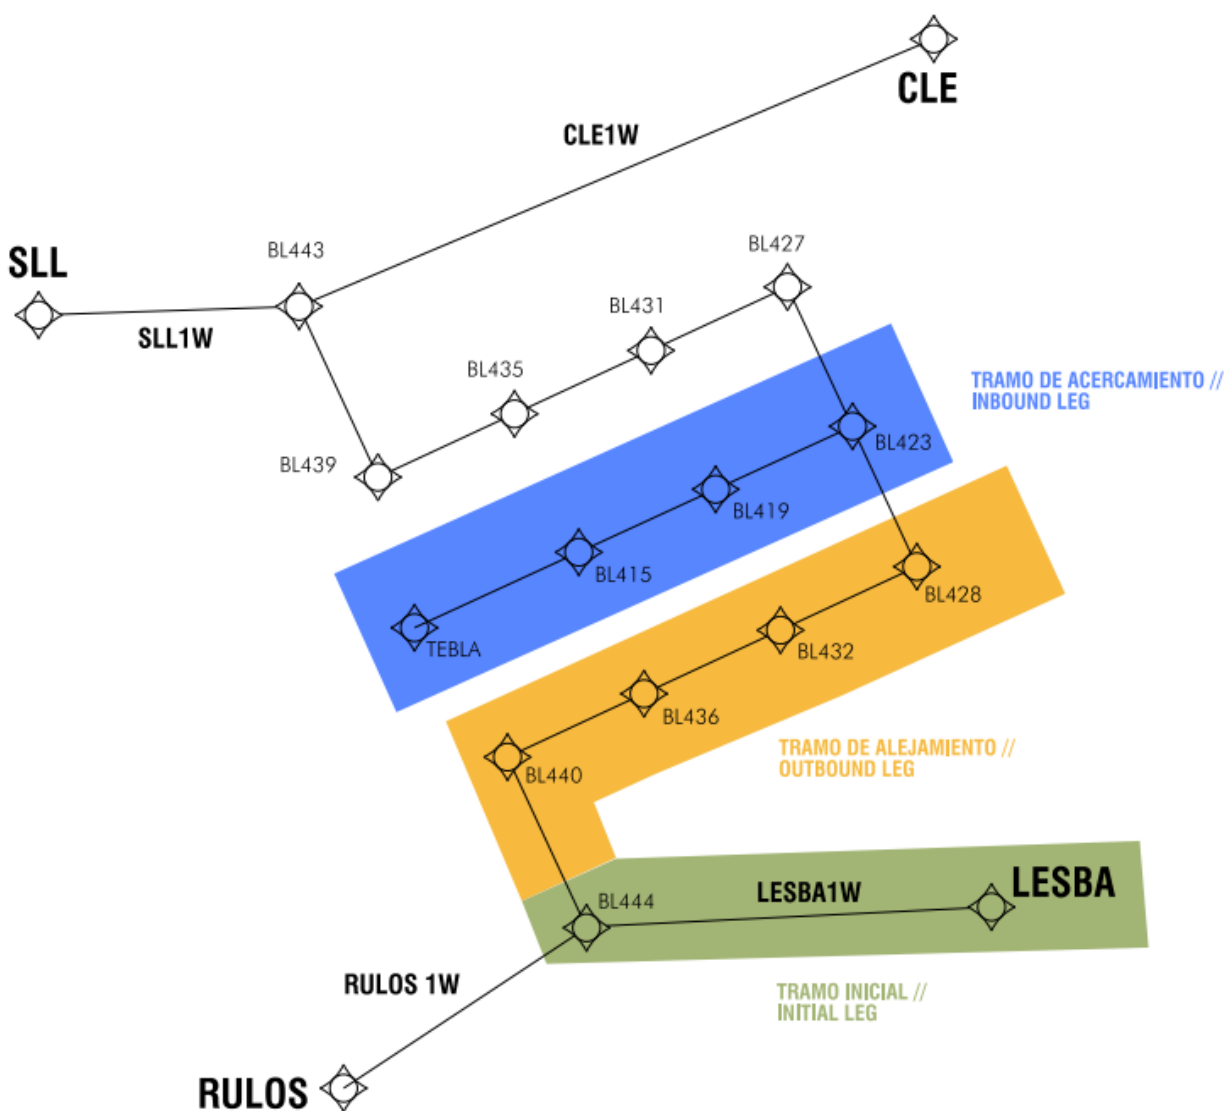 CLE
CLE1W
BL443
BL427
SLL
BL431
SLL1W
BL435
TRAMO DE ACERCAMIENTO //
INBOUND LEG
BL423
BL439
BL419
BL415
BL428
TEBLA
BL432
BL436
TRAMO DE ALEJAMIENTO //
OUTBOUND LEG
BL440
LESBA
LESBA1W
BL444
RULOS 1W
TRAMO INICIAL //
INITIAL LEG
RULOS